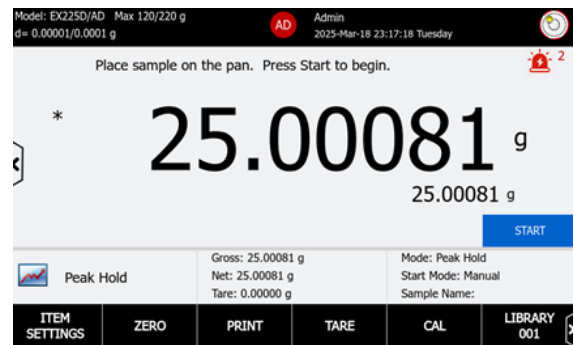 Model: EX225D/AD Max 120/220 g
d= 0.00001/0.0001 g
AD
Admin
2025-Mar-18 23:17:18 Tuesday
Place sample on the pan. Press Start to begin.
2
* 25.00081 g
25.00081 g
START
Peak Hold
Gross: 25.00081 g
Net: 25.00081 g
Tare: 0.00000 g
Mode: Peak Hold
Start Mode: Manual
Sample Name:
ITEM
SETTINGS
ZERO
PRINT
TARE
CAL
LIBRARY
001